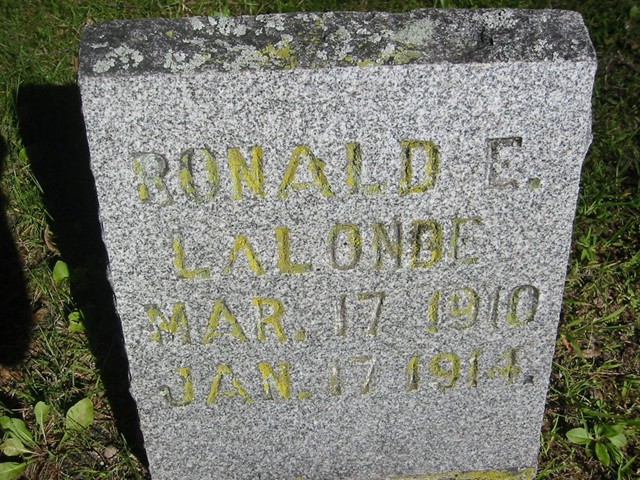 RONALD E.
LALONDE
MAR. 17 1910
JAN. 17 1914.